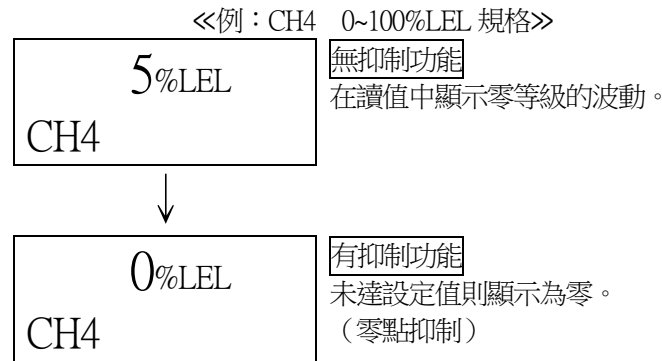 ≪例：CH4　0~100%LEL 規格≫
5%LEL
CH4
無抑制功能
在讀值中顯示零等級的波動。
0%LEL
CH4
有抑制功能
未達設定值則顯示為零。
（零點抑制）